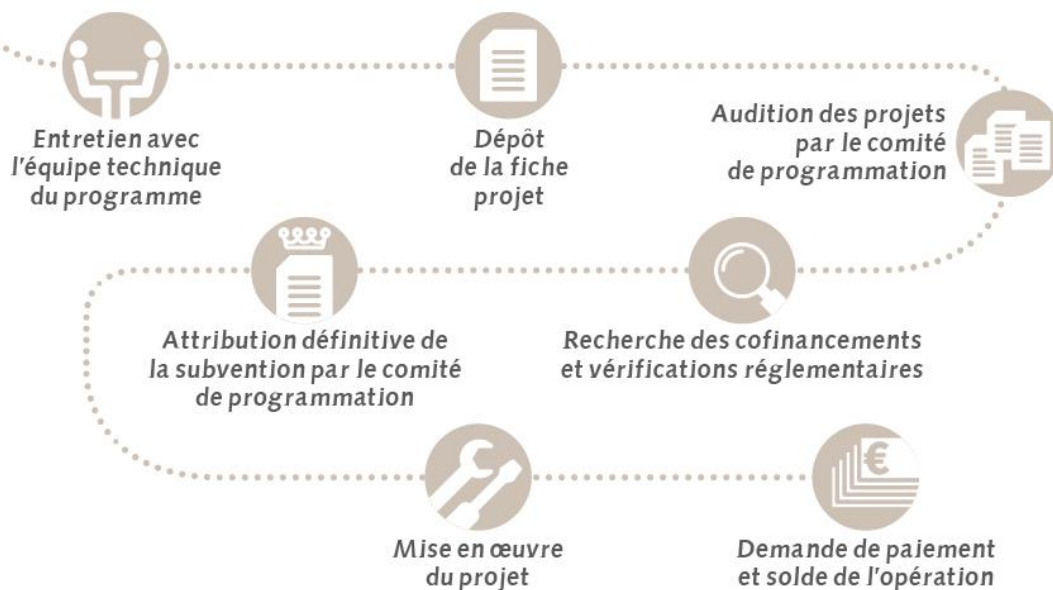 Entretien avec
l'équipe technique
du programme
Dépôt
de la fiche
projet
Audition des projets
par le comité
de programmation
Recherche des cofinancements
et vérifications réglementaires
Attribution définitive de
la subvention par le comité
de programmation
Mise en œuvre
du projet
€
Demande de paiement
et solde de l'opération